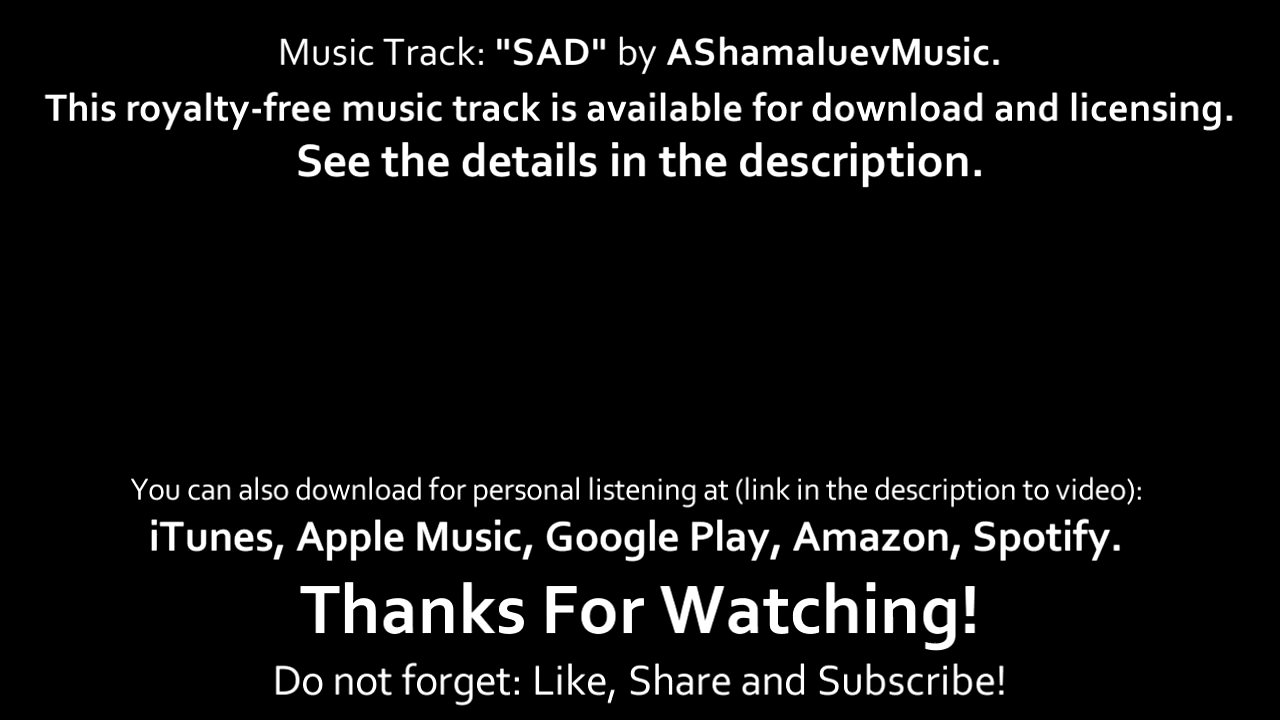 Music Track: "SAD" by AShamaluevMusic.
This royalty-free music track is available for download and licensing.
See the details in the description.
You can also download for personal listening at (link in the description to video):
iTunes, Apple Music, Google Play, Amazon, Spotify.
Thanks For Watching!
Do not forget: Like, Share and Subscribe!